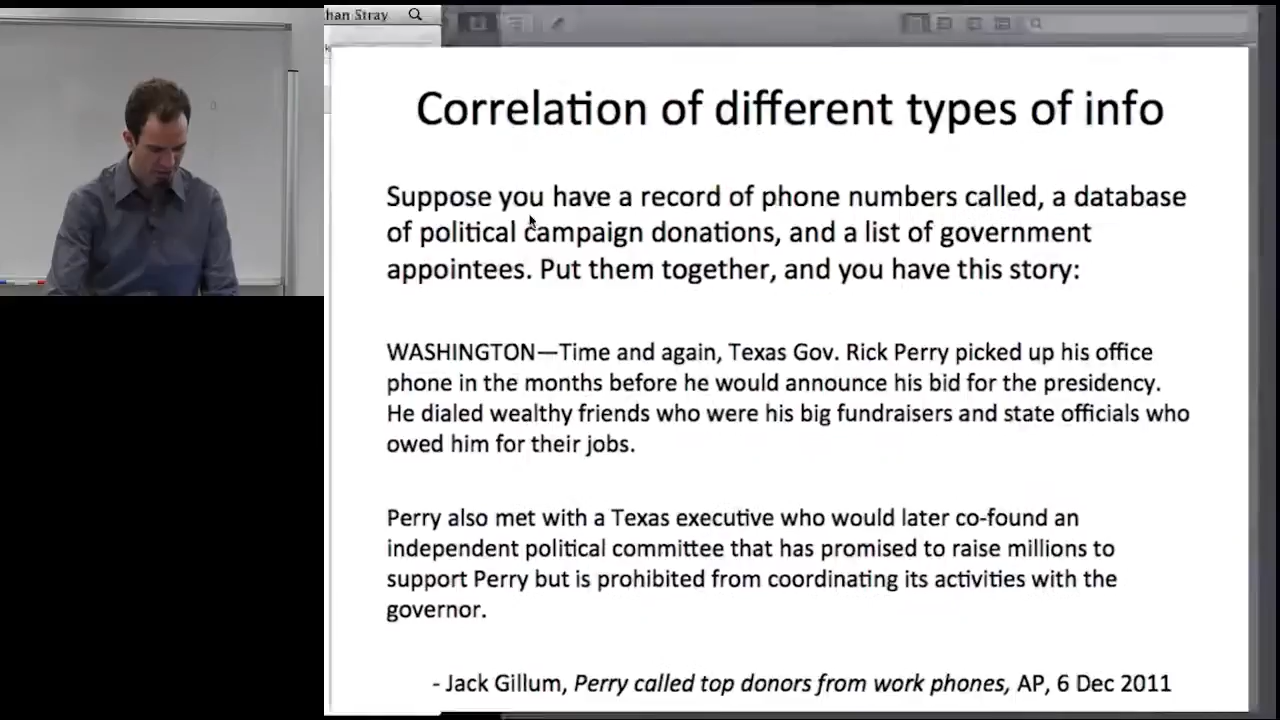 han Stray
Correlation of different types of info
Suppose you have a record of phone numbers called, a database
of political campaign donations, and a list of government
appointees. Put them together, and you have this story:
WASHINGTON—Time and again, Texas Gov. Rick Perry picked up his office
phone in the months before he would announce his bid for the presidency.
He dialed wealthy friends who were his big fundraisers and state officials who
owed him for their jobs.
Perry also met with a Texas executive who would later co-found an
independent political committee that has promised to raise millions to
support Perry but is prohibited from coordinating its activities with the
governor.
- Jack Gillum, Perry called top donors from work phones, AP, 6 Dec 2011